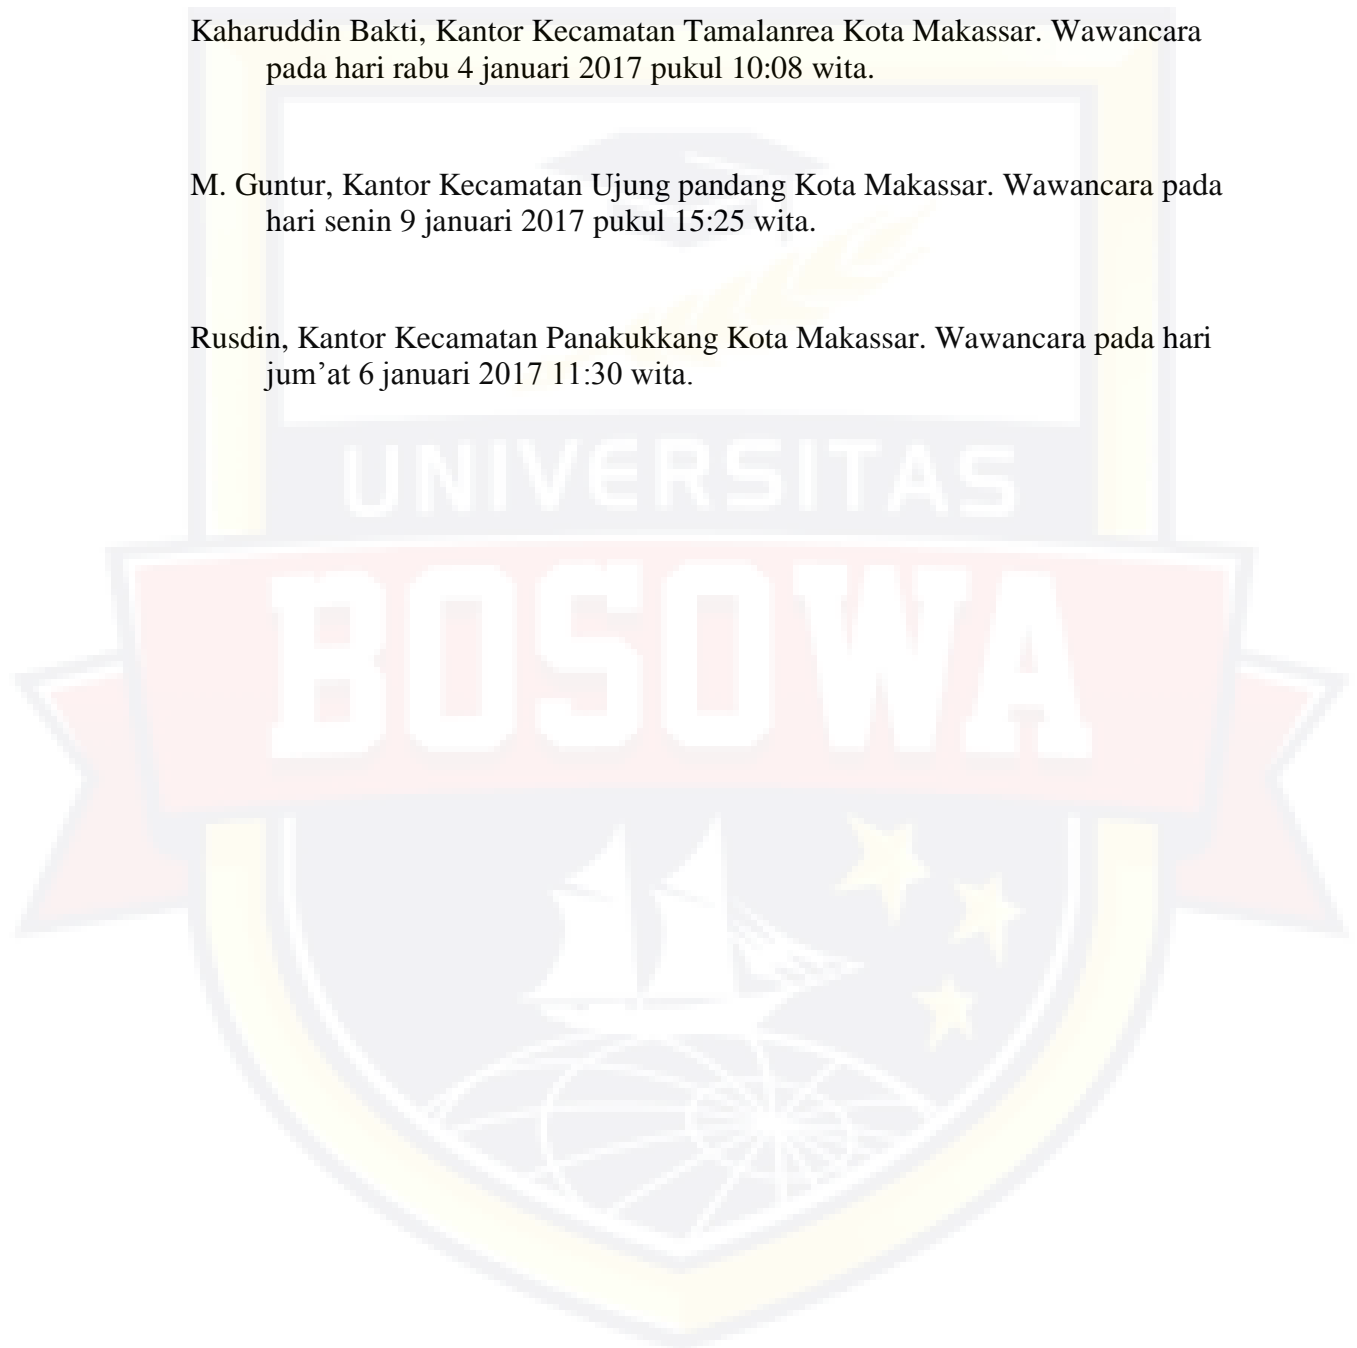 Kaharuddin Bakti, Kantor Kecamatan Tamalanrea Kota Makassar. Wawancara
pada hari rabu 4 januari 2017 pukul 10:08 wita.
M. Guntur, Kantor Kecamatan Ujung pandang Kota Makassar. Wawancara pada
hari senin 9 januari 2017 pukul 15:25 wita.
Rusdin, Kantor Kecamatan Panakukkang Kota Makassar. Wawancara pada hari
jum’at 6 januari 2017 11:30 wita.
UNIVERSITAS
BOSOWA